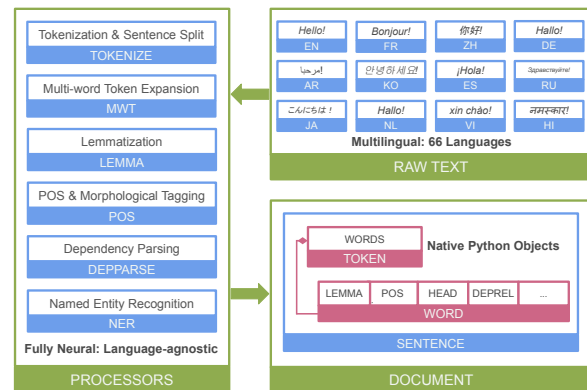 Tokenization & Sentence Split
TOKENIZE
Multi-word Token Expansion
MWT
Lemmatization
LEMMA
POS & Morphological Tagging
POS
Dependency Parsing
DEPPARSE
Named Entity Recognition
NER
Fully Neural: Language-agnostic
PROCESSORS
Hello!
EN
Bonjour!
FR
你好!
ZH
Hallo!
DE
مرحبا!
AR
안녕하세요!
KO
¡Hola!
ES
Здравствуйте!
RU
こんにちは！
JA
Hallo!
NL
xin chào!
VI
नमस्कार!
HI
Multilingual: 66 Languages
RAW TEXT
WORDS
TOKEN
Native Python Objects
LEMMA POS HEAD DEPREL ...
WORD
SENTENCE
DOCUMENT